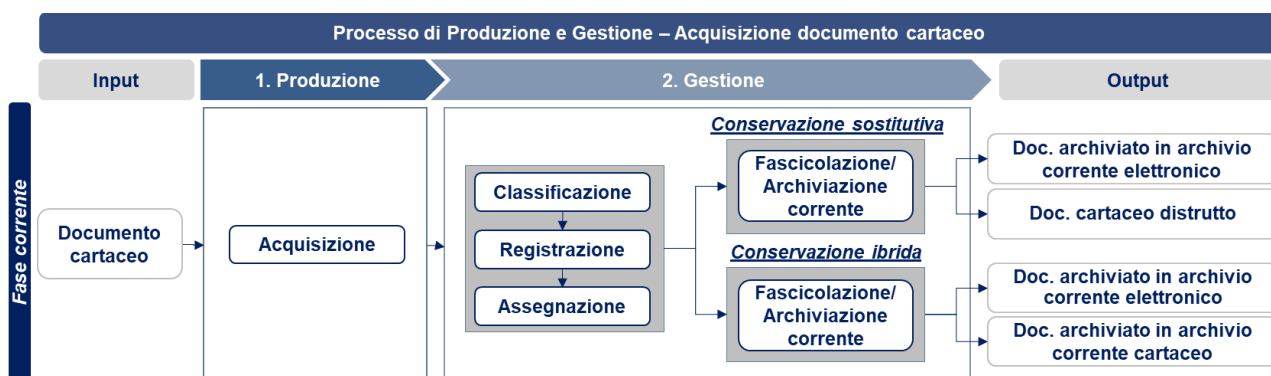 Processo di Produzione e Gestione – Acquisizione documento cartaceo
Input
1. Produzione
2. Gestione
Output
Fase corrente
Documento
cartaceo
Acquisizione
Classificazione
Registrazione
Assegnazione
Conservazione sostitutiva
Fascicolazione/
Archiviazione
corrente
Conservazione ibrida
Fascicolazione/
Archiviazione
corrente
Doc. archiviato in archivio
corrente elettronico
Doc. cartaceo distrutto
Doc. archiviato in archivio
corrente elettronico
Doc. archiviato in archivio
corrente cartaceo